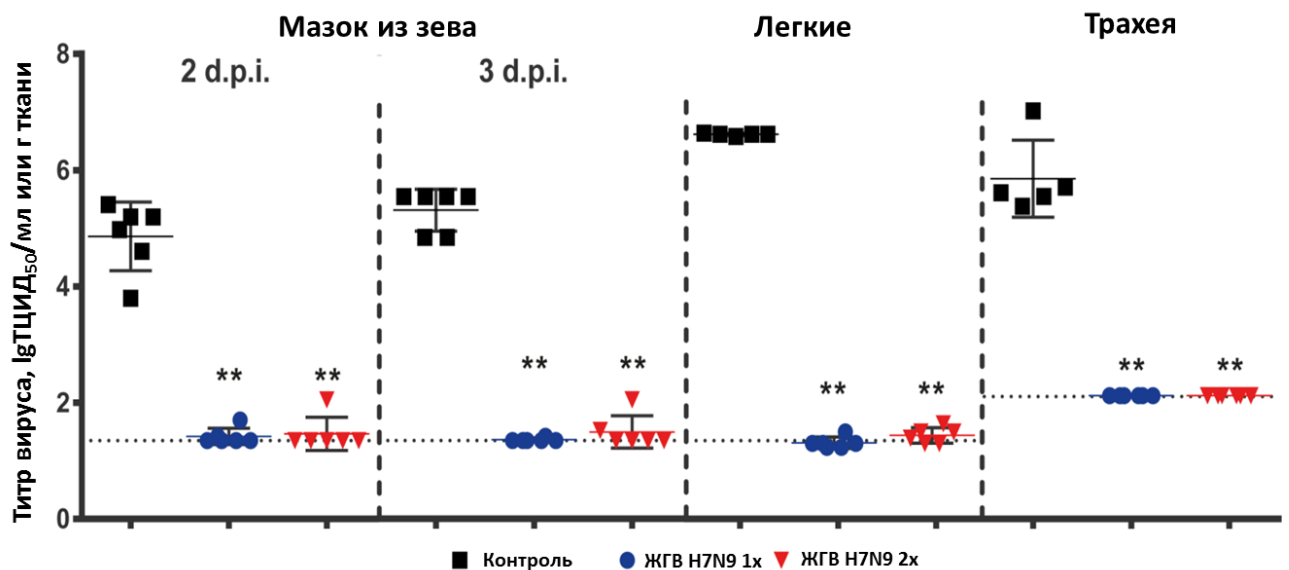 Мазок из зева
Легкие
Трахея
2 d.p.i.
3 d.p.i.
Титр вируса, lgТЦИД50/мл или г ткани
8
6
4
2
0
** ** ** ** ** ** ** **
Контроль ЖГВ H7N9 1x ЖГВ H7N9 2x